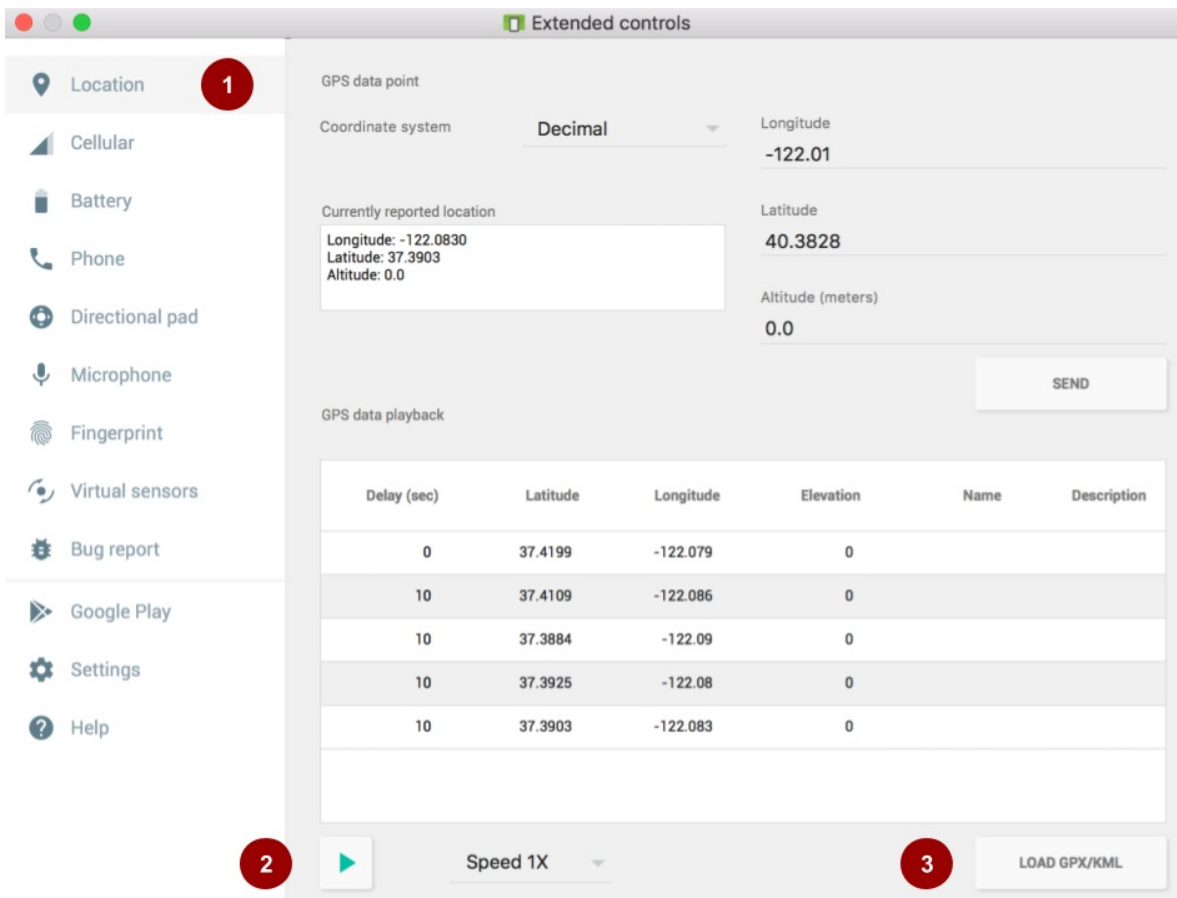 Extended controls
Location
1
Cellular
Battery
Phone
Directional pad
Microphone
Fingerprint
Virtual sensors
Bug report
Google Play
Settings
Help
GPS data point
Coordinate system Decimal
Longitude
-122.01
Currently reported location
Longitude: -122.0830
Latitude: 37.3903
Altitude: 0.0
Latitude
40.3828
Altitude (meters)
0.0
SEND
GPS data playback
Delay (sec) Latitude Longitude Elevation Name Description
0 37.4199 -122.079 0
10 37.4109 -122.086 0
10 37.3884 -122.09 0
10 37.3925 -122.08 0
10 37.3903 -122.083 0
2 Speed 1X 3 LOAD GPX/KML